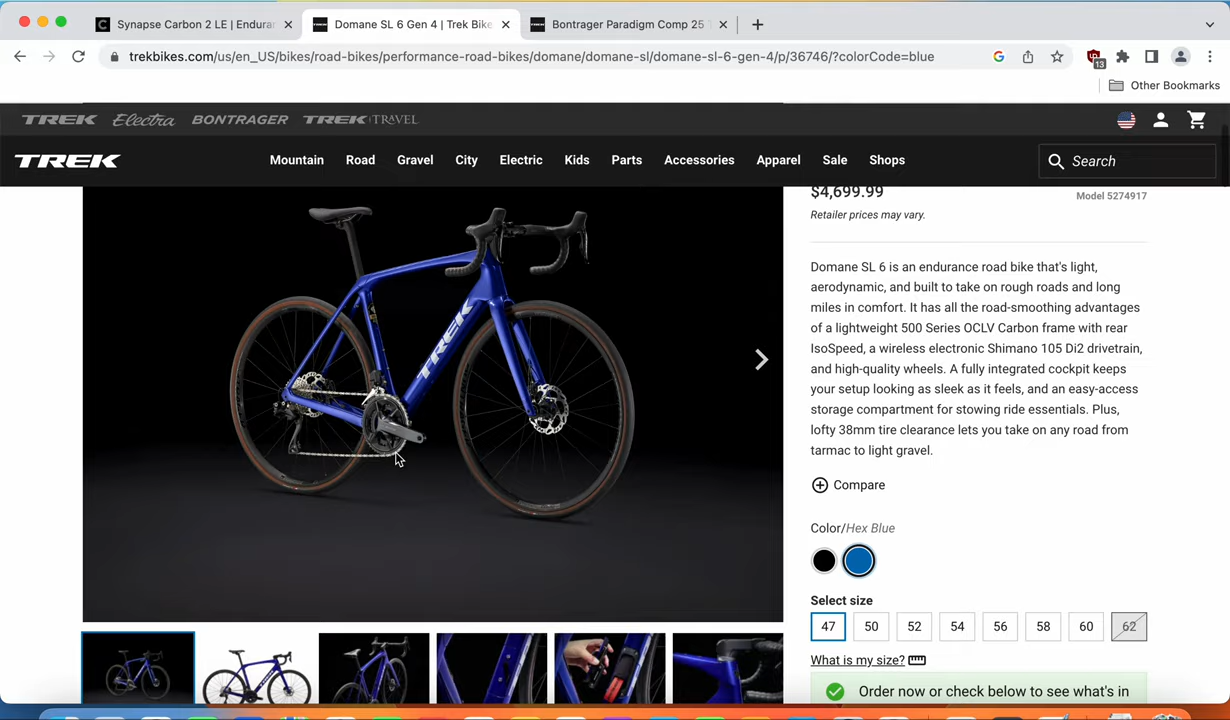 Synapse Carbon 2 LE | Enduran
Domane SL 6 Gen 4 | Trek Bike
Bontrager Paradigm Comp 25
trekbikes.com/us/en_US/bikes/road-bikes/performance-road-bikes/domane/domane-sl/domane-sl-6-gen-4/p/36746/?colorCode=blue
13
Other Bookmarks
TREK Electra BONTRAGER TREK TRAVEL
TREK Mountain Road Gravel City Electric Kids Parts Accessories Apparel Sale Shops Search
$4,699.99
Model 5274917
Retailer prices may vary.
Domane SL 6 is an endurance road bike that's light,
aerodynamic, and built to take on rough roads and long
miles in comfort. It has all the road-smoothing advantages
of a lightweight 500 Series OCLV Carbon frame with rear
IsoSpeed, a wireless electronic Shimano 105 Di2 drivetrain,
and high-quality wheels. A fully integrated cockpit keeps
your setup looking as sleek as it feels, and an easy-access
storage compartment for stowing ride essentials. Plus,
lofty 38mm tire clearance lets you take on any road from
tarmac to light gravel.
TREK
Compare
Color/Hex Blue
Select size
47 50 52 54 56 58 60 62
What is my size?
Order now or check below to see what's in